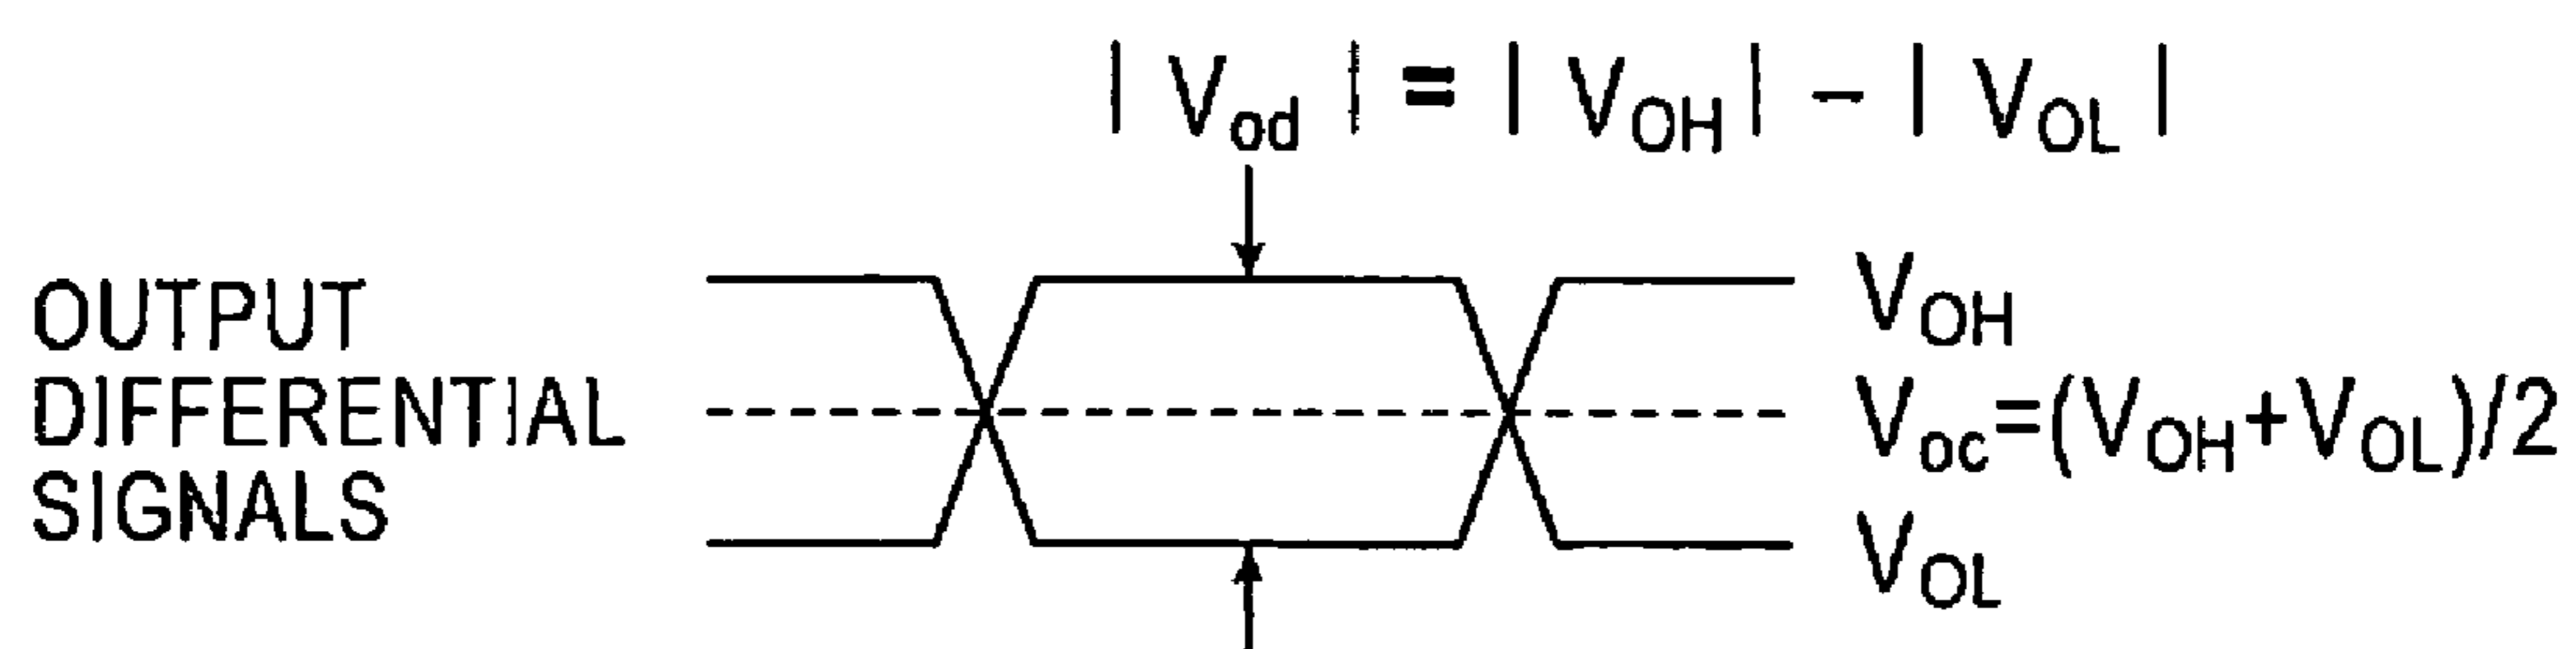 | Vod | = | VOH | − | VOL |
OUTPUT
DIFFERENTIAL
SIGNALS
VOH
Voc=(VOH+VOL)/2
VOL